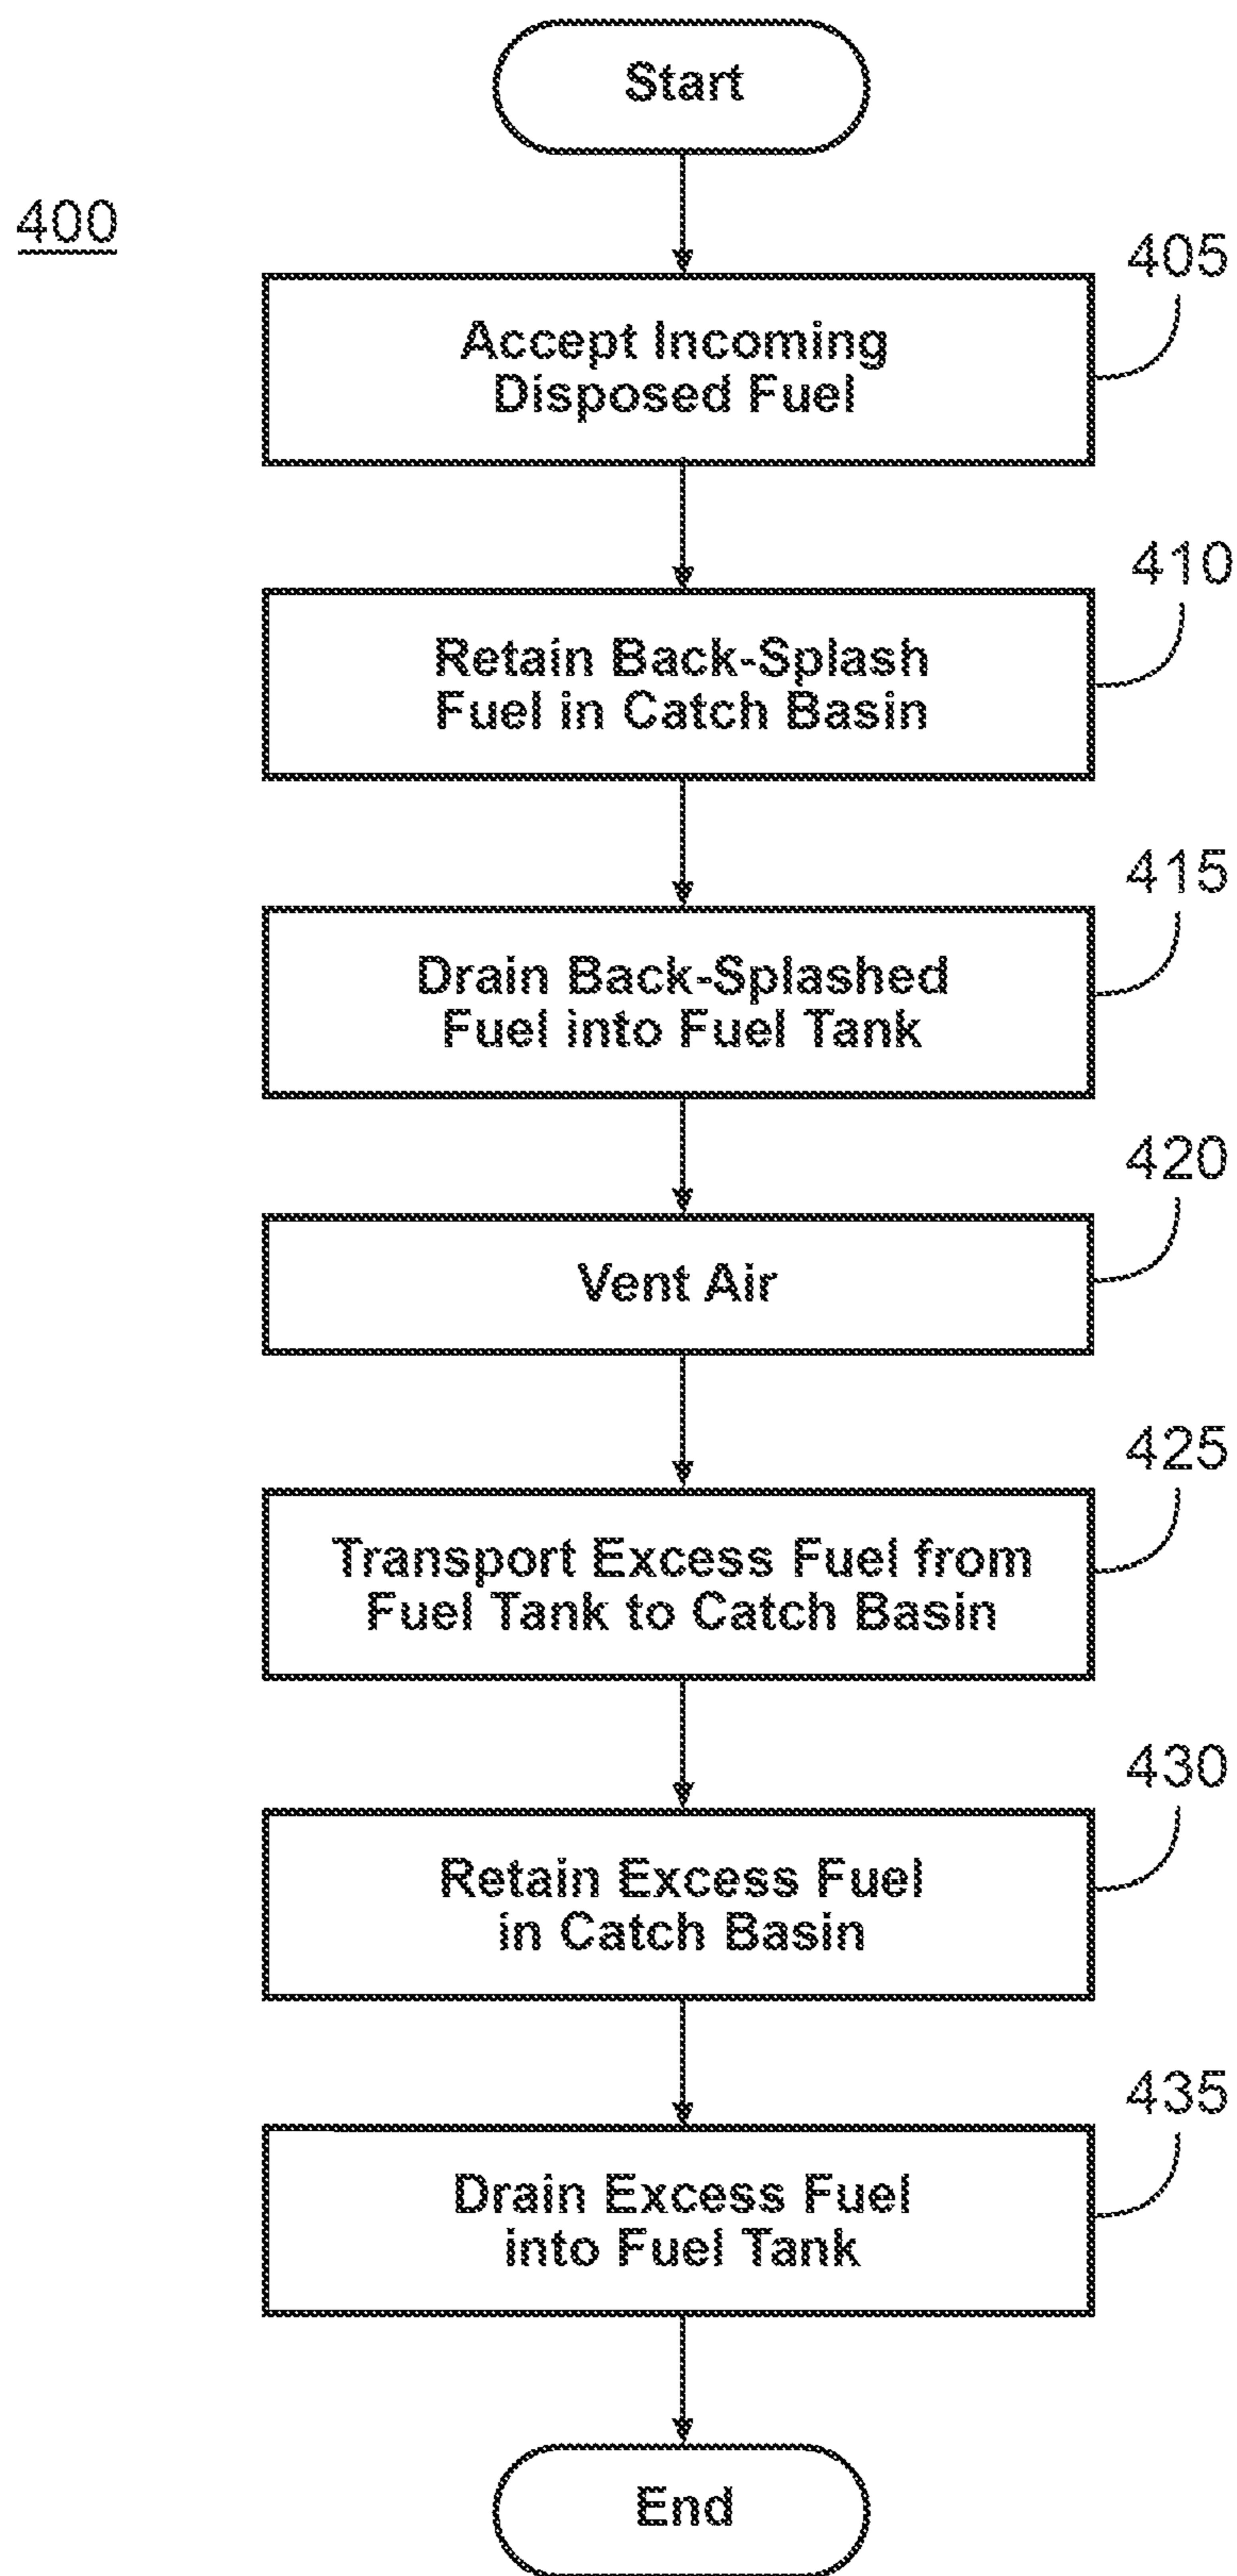 Start
400
405
Accept Incoming
Disposed Fuel
410
Retain Back-Splash
Fuel in Catch Basin
415
Drain Back-Splashed
Fuel into Fuel Tank
420
Vent Air
425
Transport Excess Fuel from
Fuel Tank to Catch Basin
430
Retain Excess Fuel
in Catch Basin
435
Drain Excess Fuel
into Fuel Tank
End